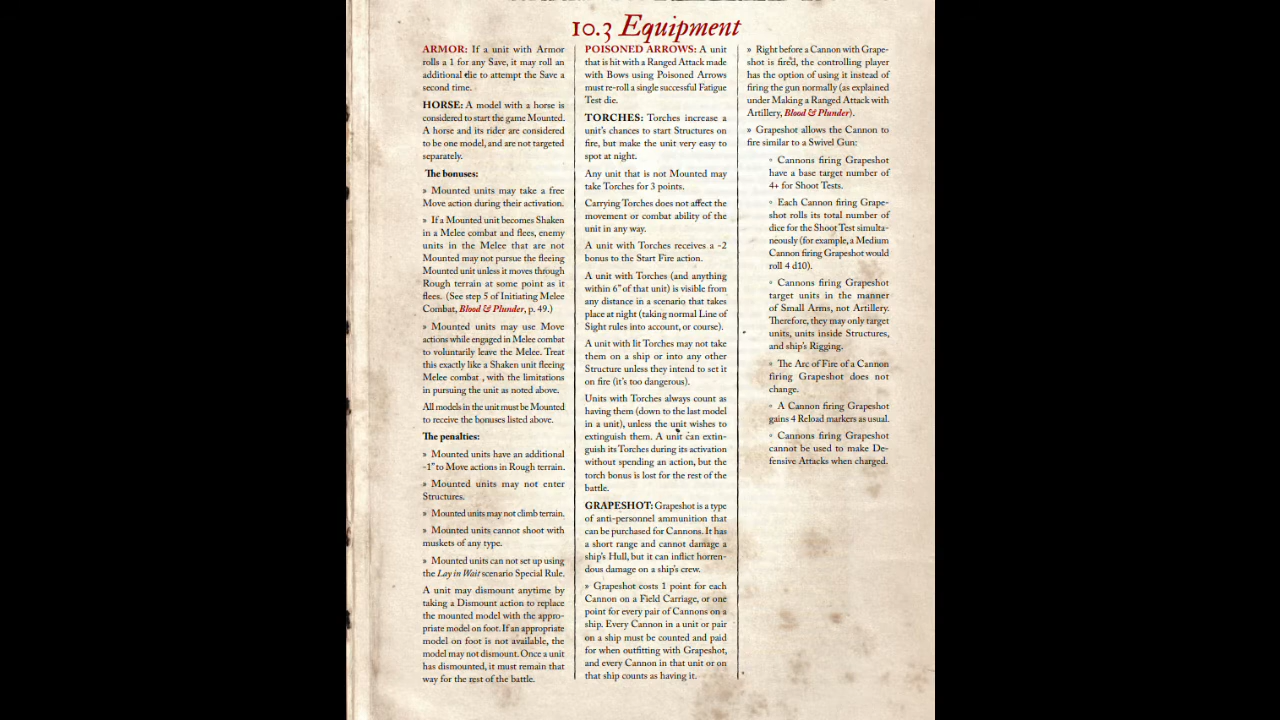 10.3 Equipment
ARMOR: If a unit with Armor
rolls a 1 for any Save, it may roll an
additional die to attempt the Save a
second time.
HORSE: A model with a horse is
considered to start the game Mounted.
A horse and its rider are considered
to be one model, and are not targeted
separately.
The bonuses:
» Mounted units may take a free
Move action during their activation.
» If a Mounted unit becomes Shaken
in a Melee combat and flees, enemy
units in the Melee that are not
Mounted may not pursue the fleeing
Mounted unit unless it moves through
Rough terrain at some point as it
flees. (See step 5 of Initiating Melee
Combat, Blood & Plunder, p. 49.)
» Mounted units may use Move
actions while engaged in Melee combat
to voluntarily leave the Melee. Treat
this exactly like a Shaken unit fleeing
Melee combat , with the limitations
in pursuing the unit as noted above.
All models in the unit must be Mounted
to receive the bonuses listed above.
The penalties:
» Mounted units have an additional
-1" to Move actions in Rough terrain.
» Mounted units may not enter
Structures.
» Mounted units may not climb terrain.
» Mounted units cannot shoot with
muskets of any type.
» Mounted units can not set up using
the Lay in Wait scenario Special Rule.
A unit may dismount anytime by
taking a Dismount action to replace
the mounted model with the appro-
priate model on foot. If an appropriate
model on foot is not available, the
model may not dismount. Once a unit
has dismounted, it must remain that
way for the rest of the battle.
POISONED ARROWS: A unit
that is hit with a Ranged Attack made
with Bows using Poisoned Arrows
must re-roll a single successful Fatigue
Test die.
TORCHES: Torches increase a
unit's chances to start Structures on
fire, but make the unit very easy to
spot at night.
Any unit that is not Mounted may
take Torches for 3 points.
Carrying Torches does not affect the
movement or combat ability of the
unit in any way.
A unit with Torches receives a -2
bonus to the Start Fire action.
A unit with Torches (and anything
within 6" of that unit) is visible from
any distance in a scenario that takes
place at night (taking normal Line of
Sight rules into account, or course).
A unit with lit Torches may not take
them on a ship or into any other
Structure unless they intend to set it
on fire (it's too dangerous).
Units with Torches always count as
having them (down to the last model
in a unit), unless the unit wishes to
extinguish them. A unit can extin-
guish its Torches during its activation
without spending an action, but the
torch bonus is lost for the rest of the
battle.
GRAPESHOT: Grapeshot is a type
of anti-personnel ammunition that
can be purchased for Cannons. It has
a short range and cannot damage a
ship's Hull, but it can inflict horren-
dous damage on a ship's crew.
» Grapeshot costs 1 point for each
Cannon on a Field Carriage, or one
point for every pair of Cannons on a
ship. Every Cannon in a unit or pair
on a ship must be counted and paid
for when outfitting with Grapeshot,
and every Cannon in that unit or on
that ship counts as having it.
» Right before a Cannon with Grape-
shot is fired, the controlling player
has the option of using it instead of
firing the gun normally (as explained
under Making a Ranged Attack with
Artillery, Blood & Plunder).
» Grapeshot allows the Cannon to
fire similar to a Swivel Gun:
◦ Cannons firing Grapeshot
have a base target number of
4+ for Shoot Tests.
◦ Each Cannon firing Grape-
shot rolls its total number of
dice for the Shoot Test simulta-
neously (for example, a Medium
Cannon firing Grapeshot would
roll 4 d10).
◦ Cannons firing Grapeshot
target units in the manner
of Small Arms, not Artillery.
Therefore, they may only target
units, units inside Structures,
and ship's Rigging.
◦ The Arc of Fire of a Cannon
firing Grapeshot does not
change.
◦ A Cannon firing Grapeshot
gains 4 Reload markers as usual.
◦ Cannons firing Grapeshot
cannot be used to make De-
fensive Attacks when charged.